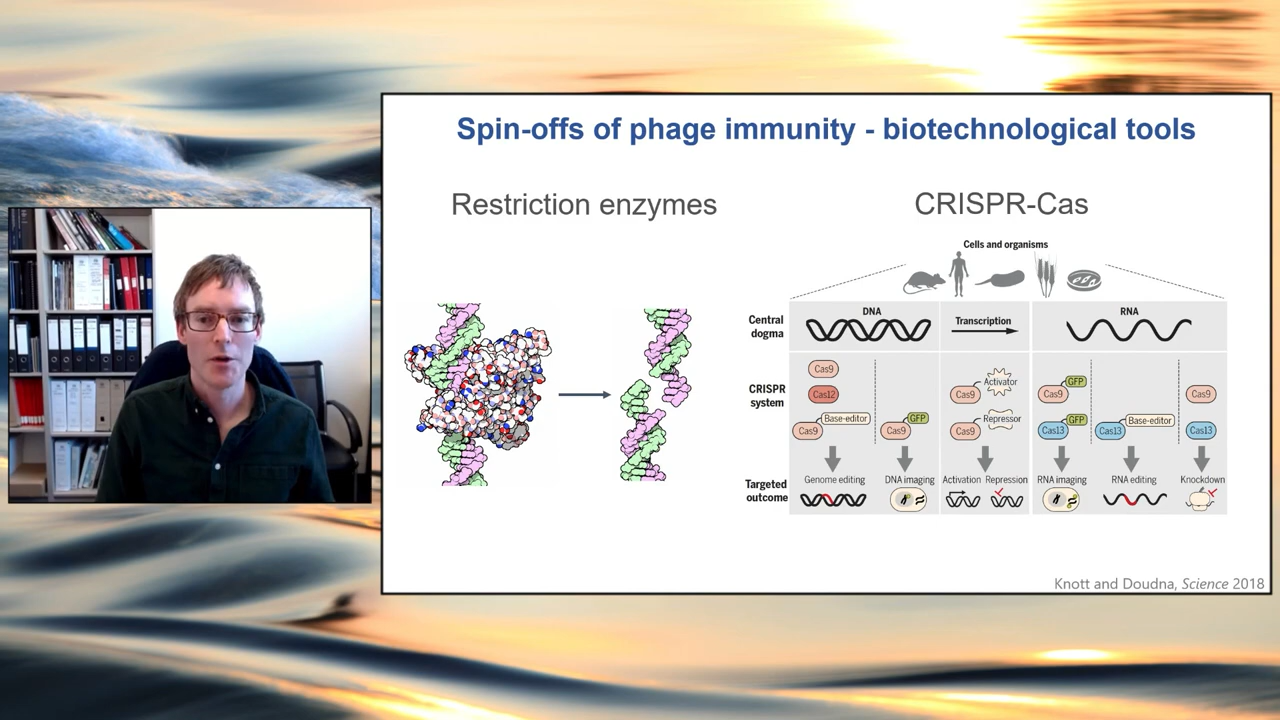 Spin-offs of phage immunity - biotechnological tools
Restriction enzymes
CRISPR-Cas
Cells and organisms
Central
dogma
DNA
Transcription
RNA
CRISPR
system
Cas9
Cas12
Base-editor
Cas9
GFP
Cas9
Activator
Cas9
Repressor
Cas9
GFP
Cas9
GFP
Cas13
Base-editor
Cas13
Cas9
Cas13
Targeted
outcome
Genome editing
DNA imaging
Activation
Repression
RNA imaging
RNA editing
Knockdown
Knott and Doudna, Science 2018